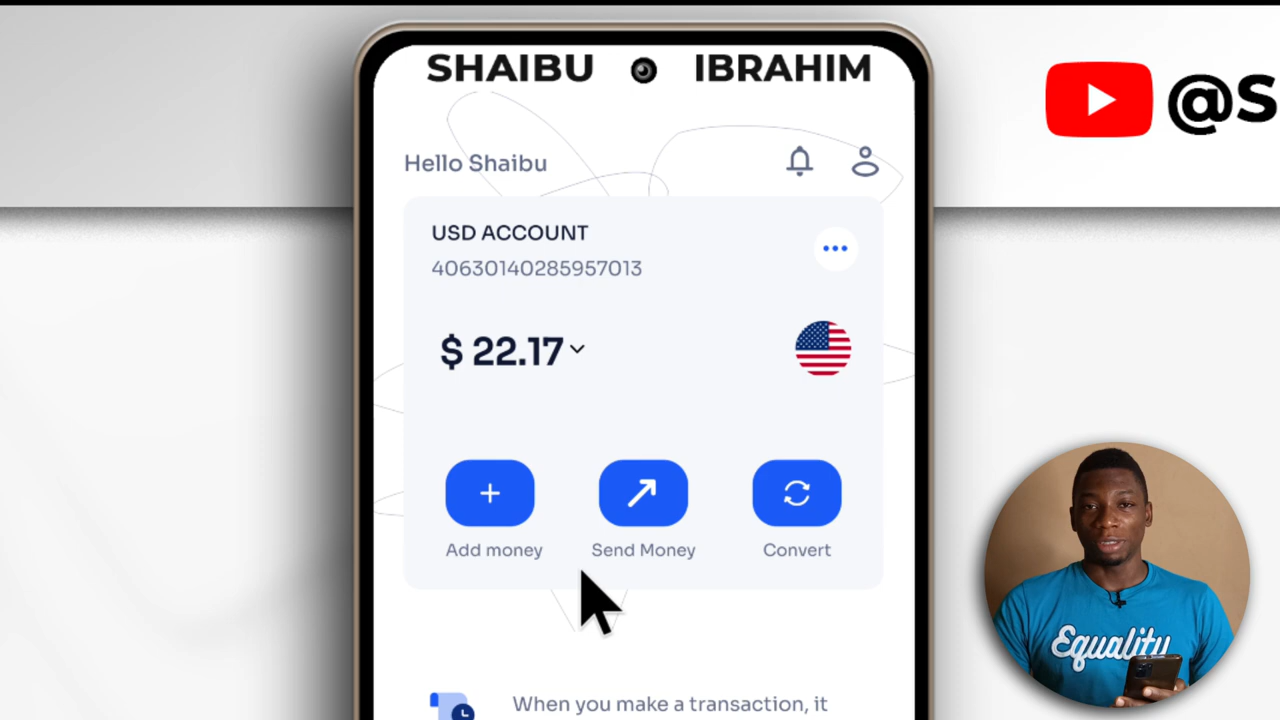 SHAIBU IBRAHIM
@S
Hello Shaibu
USD ACCOUNT
40630140285957013
$ 22.17
Add money Send Money Convert
When you make a transaction, it
Equality